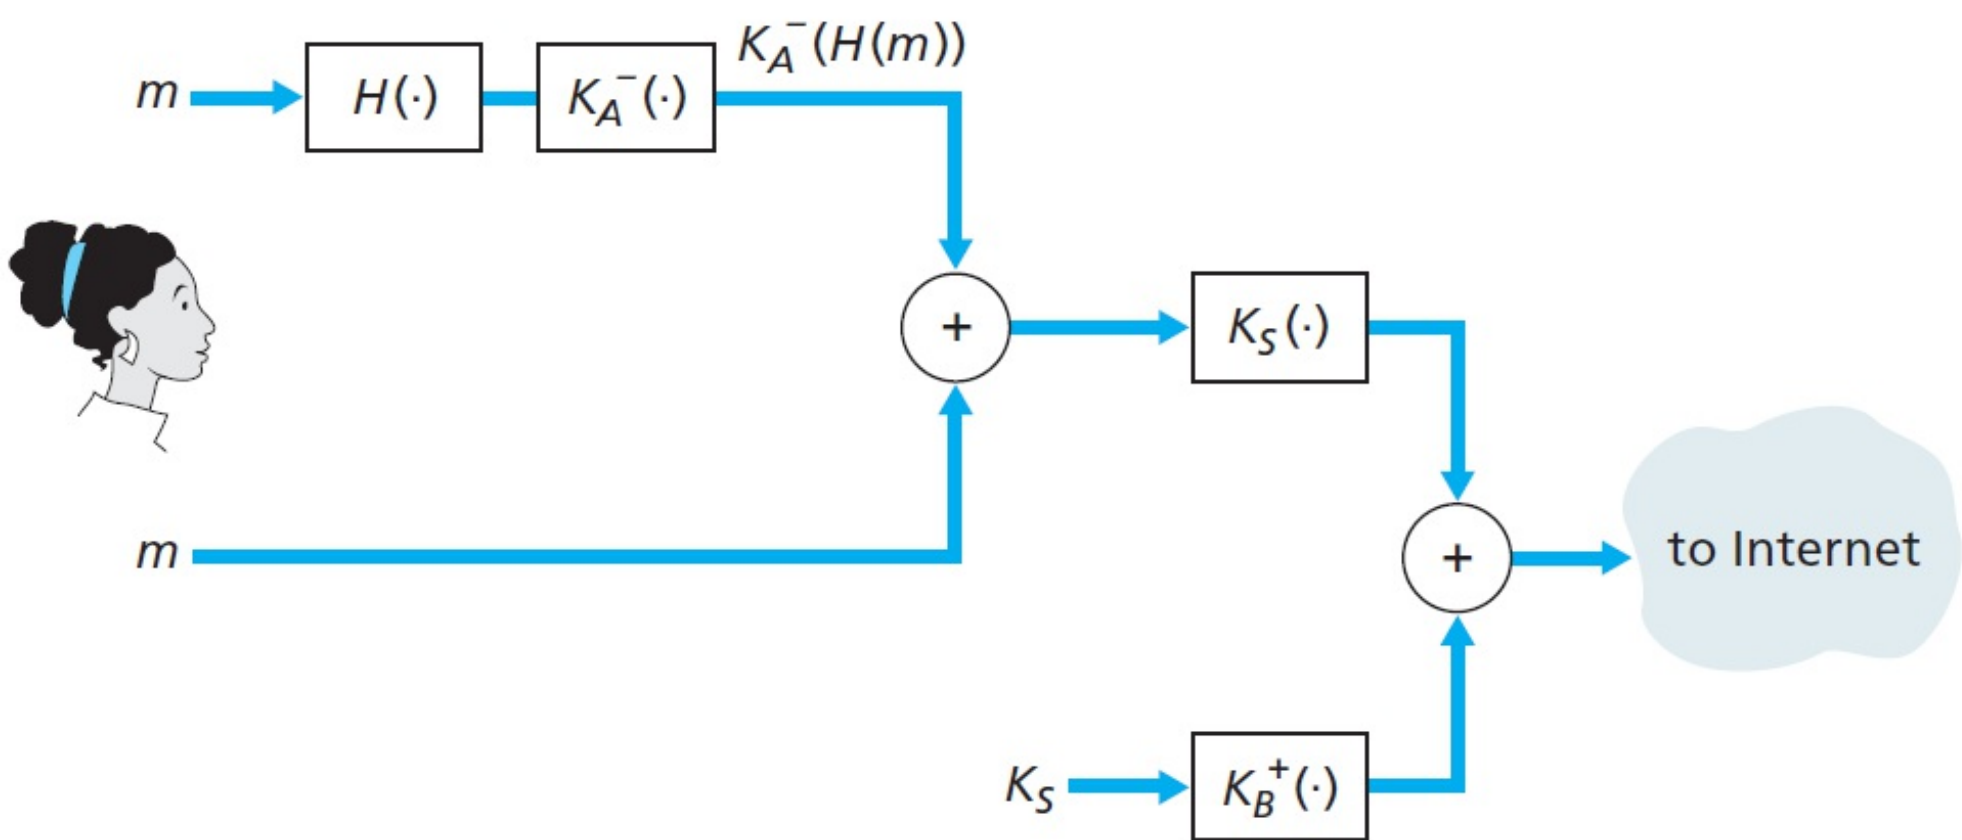 K_A^-(H(m))
m
H(·)
K_A^-(·)
+
K_S(·)
m
+
to Internet
K_S
K_B^+(·)